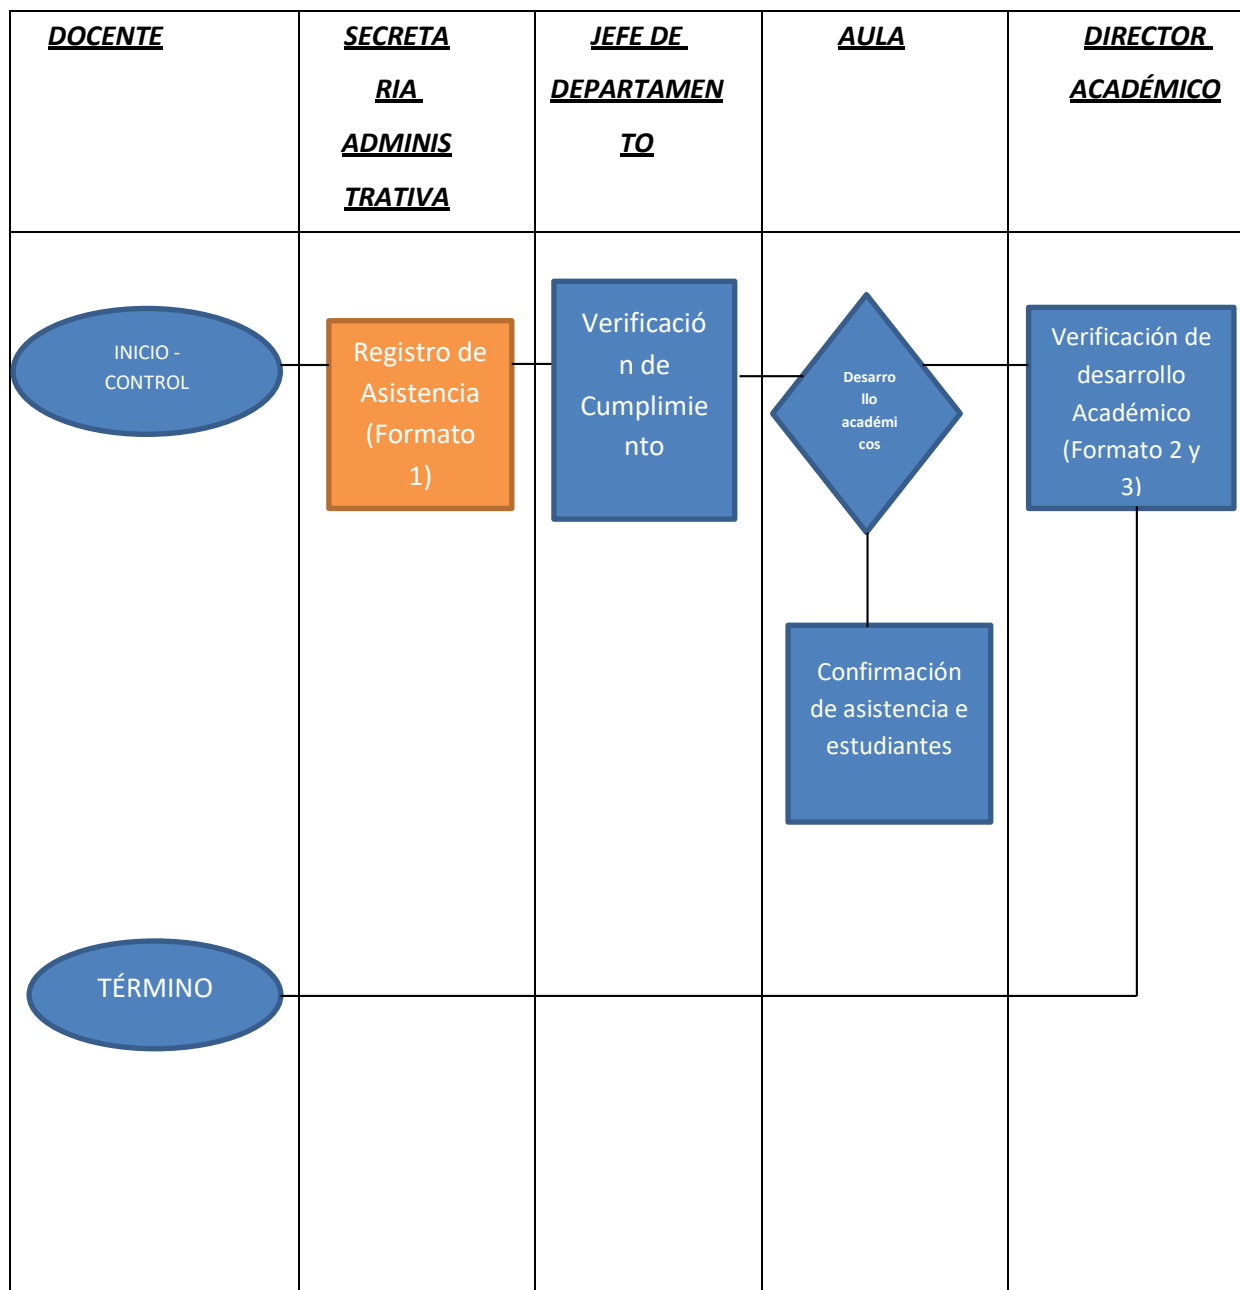 DOCENTE
SECRETA
RIA
ADMINIS
TRATIVA
JEFE DE
DEPARTAMEN
TO
AULA
DIRECTOR
ACADÉMICO
INICIO -
CONTROL
Registro de
Asistencia
(Formato
1)
Verificació
n de
Cumplimie
nto
Desarro
llo
académi
cos
Verificación de
desarrollo
Académico
(Formato 2 y
3)
Confirmación
de asistencia e
estudiantes
TÉRMINO